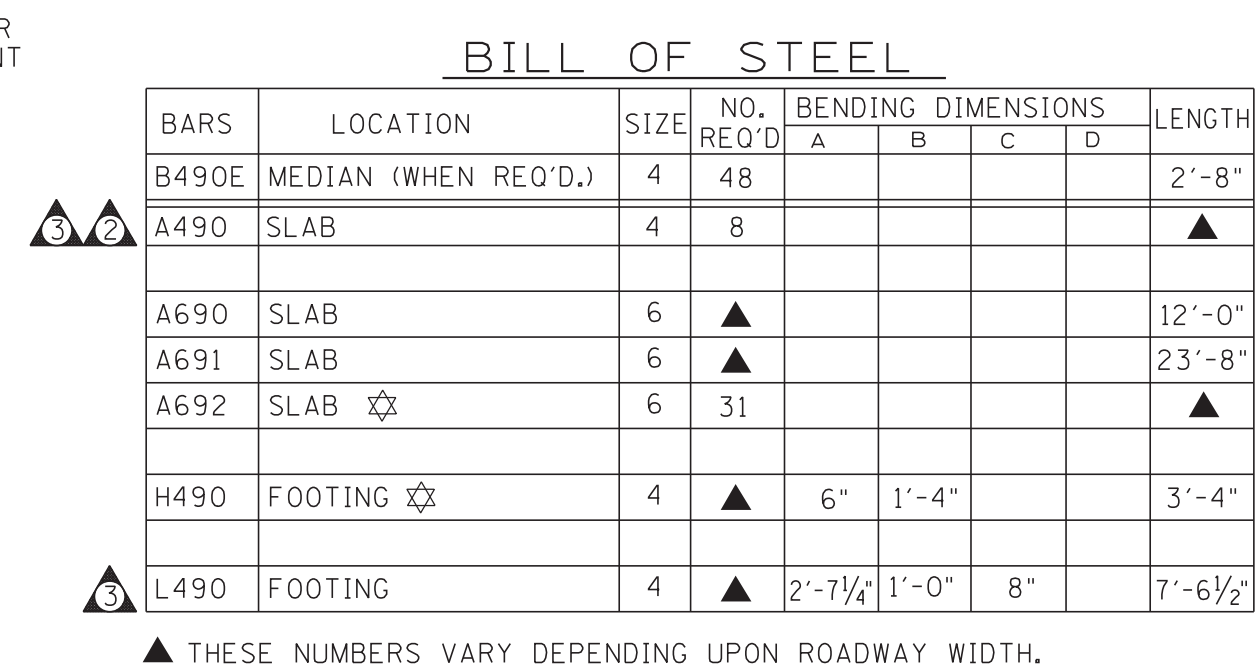 R
NT
BILL OF STEEL
BARS LOCATION SIZE NO. REQ'D BENDING DIMENSIONS LENGTH
A B C D
B490E MEDIAN (WHEN REQ'D.) 4 48 2'-8"
3 2 A490 SLAB 4 8 ▲
A690 SLAB 6 ▲ 12'-0"
A691 SLAB 6 ▲ 23'-8"
A692 SLAB ✡ 6 31 ▲
H490 FOOTING ✡ 4 ▲ 6" 1'-4" 3'-4"
3 L490 FOOTING 4 ▲ 2'-7¼" 1'-0" 8" 7'-6½"
▲ THESE NUMBERS VARY DEPENDING UPON ROADWAY WIDTH.